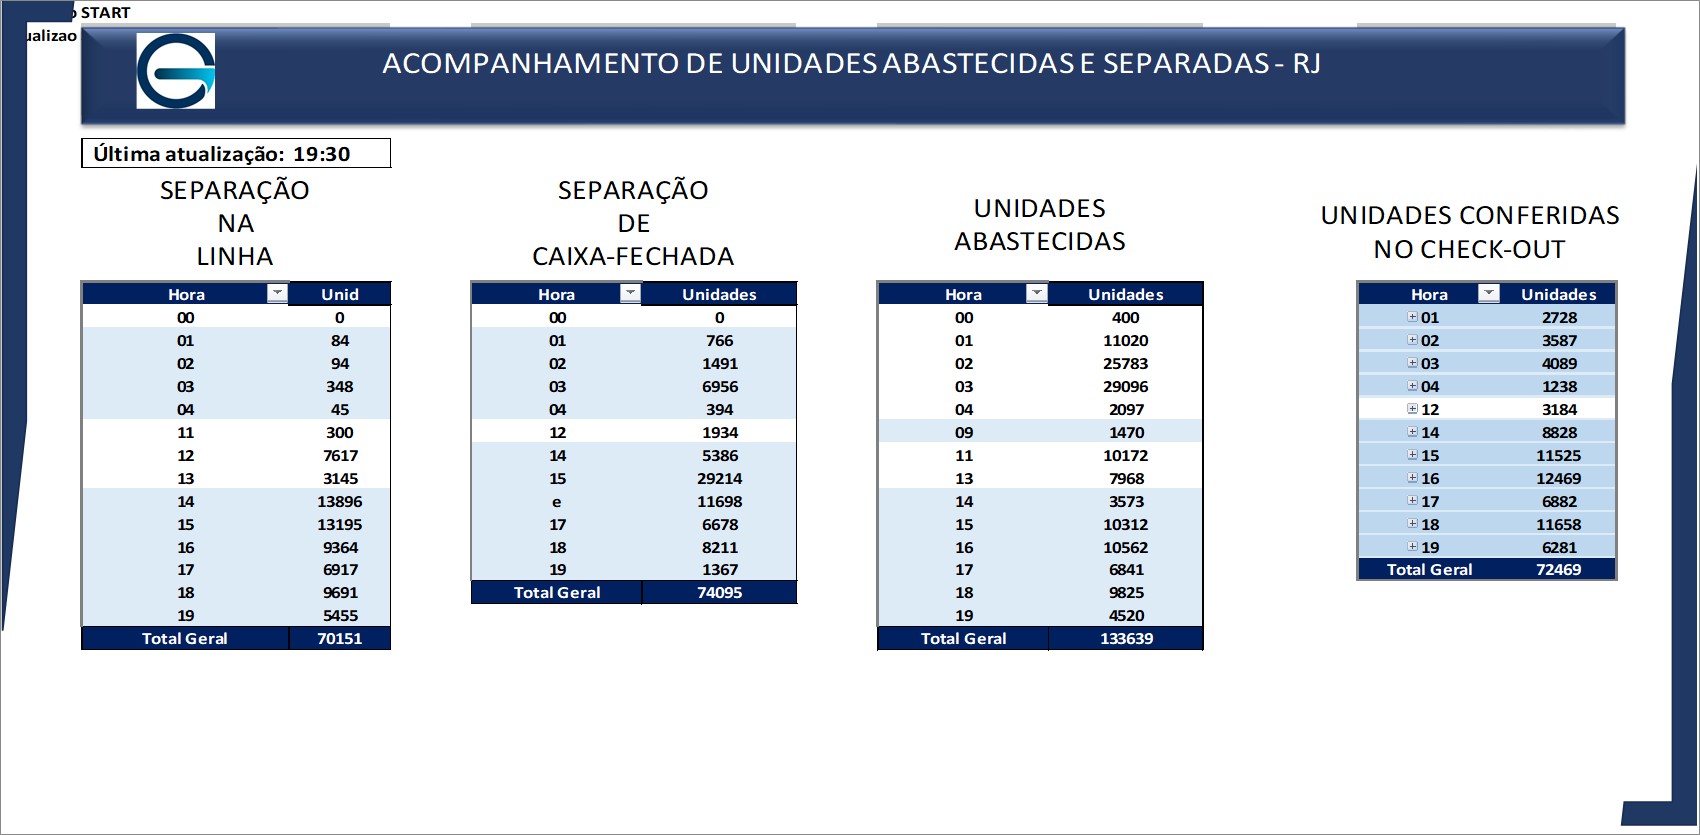 START
ualizao
ACOMPANHAMENTO DE UNIDADES ABASTECIDAS E SEPARADAS - RJ
Última atualização: 19:30
SEPARAÇÃO
NA
LINHA
Hora Unid
00 0
01 84
02 94
03 348
04 45
11 300
12 7617
13 3145
14 13896
15 13195
16 9364
17 6917
18 9691
19 5455
Total Geral 70151
SEPARAÇÃO
DE
CAIXA-FECHADA
Hora Unidades
00 0
01 766
02 1491
03 6956
04 394
12 1934
14 5386
15 29214
e 11698
17 6678
18 8211
19 1367
Total Geral 74095
UNIDADES
ABASTECIDAS
Hora Unidades
00 400
01 11020
02 25783
03 29096
04 2097
09 1470
11 10172
13 7968
14 3573
15 10312
16 10562
17 6841
18 9825
19 4520
Total Geral 133639
UNIDADES CONFERIDAS
NO CHECK-OUT
Hora Unidades
01 2728
02 3587
03 4089
04 1238
12 3184
14 8828
15 11525
16 12469
17 6882
18 11658
19 6281
Total Geral 72469